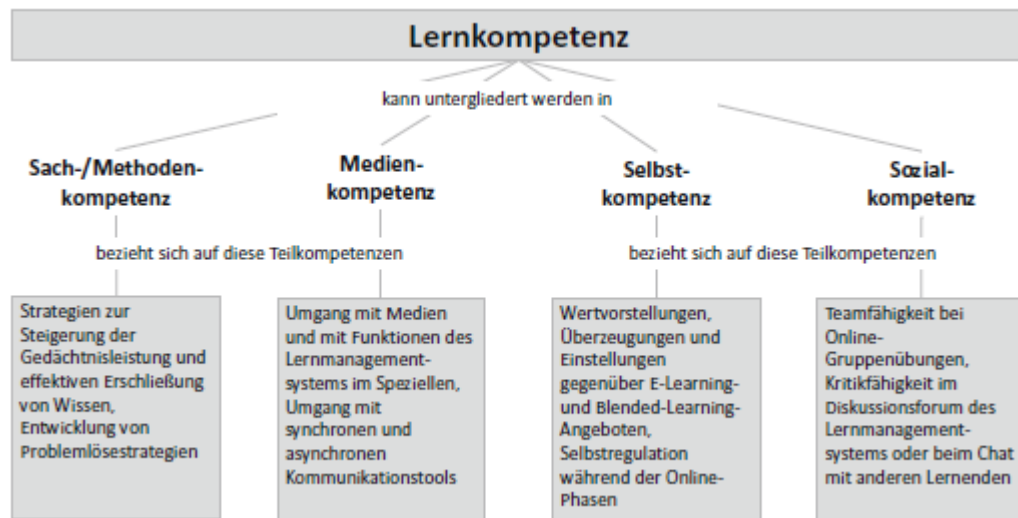 Lernkompetenz
kann untergliedert werden in
Sach-/Methoden-
kompetenz
Medien-
kompetenz
Selbst-
kompetenz
Sozial-
kompetenz
bezieht sich auf diese Teilkompetenzen
bezieht sich auf diese Teilkompetenzen
Strategien zur
Steigerung der
Gedächtnisleistung und
effektiven Erschließung
von Wissen,
Entwicklung von
Problemlösestrategien
Umgang mit Medien
und mit Funktionen des
Lernmanagement-
systems im Speziellen,
Umgang mit
synchronen und
asynchronen
Kommunikationstools
Wertvorstellungen,
Überzeugungen und
Einstellungen
gegenüber E-Learning-
und Blended-Learning-
Angeboten,
Selbstregulation
während der Online-
Phasen
Teamfähigkeit bei
Online-
Gruppenübungen,
Kritikfähigkeit im
Diskussionsforum des
Lernmanagement-
systems oder beim Chat
mit anderen Lernenden